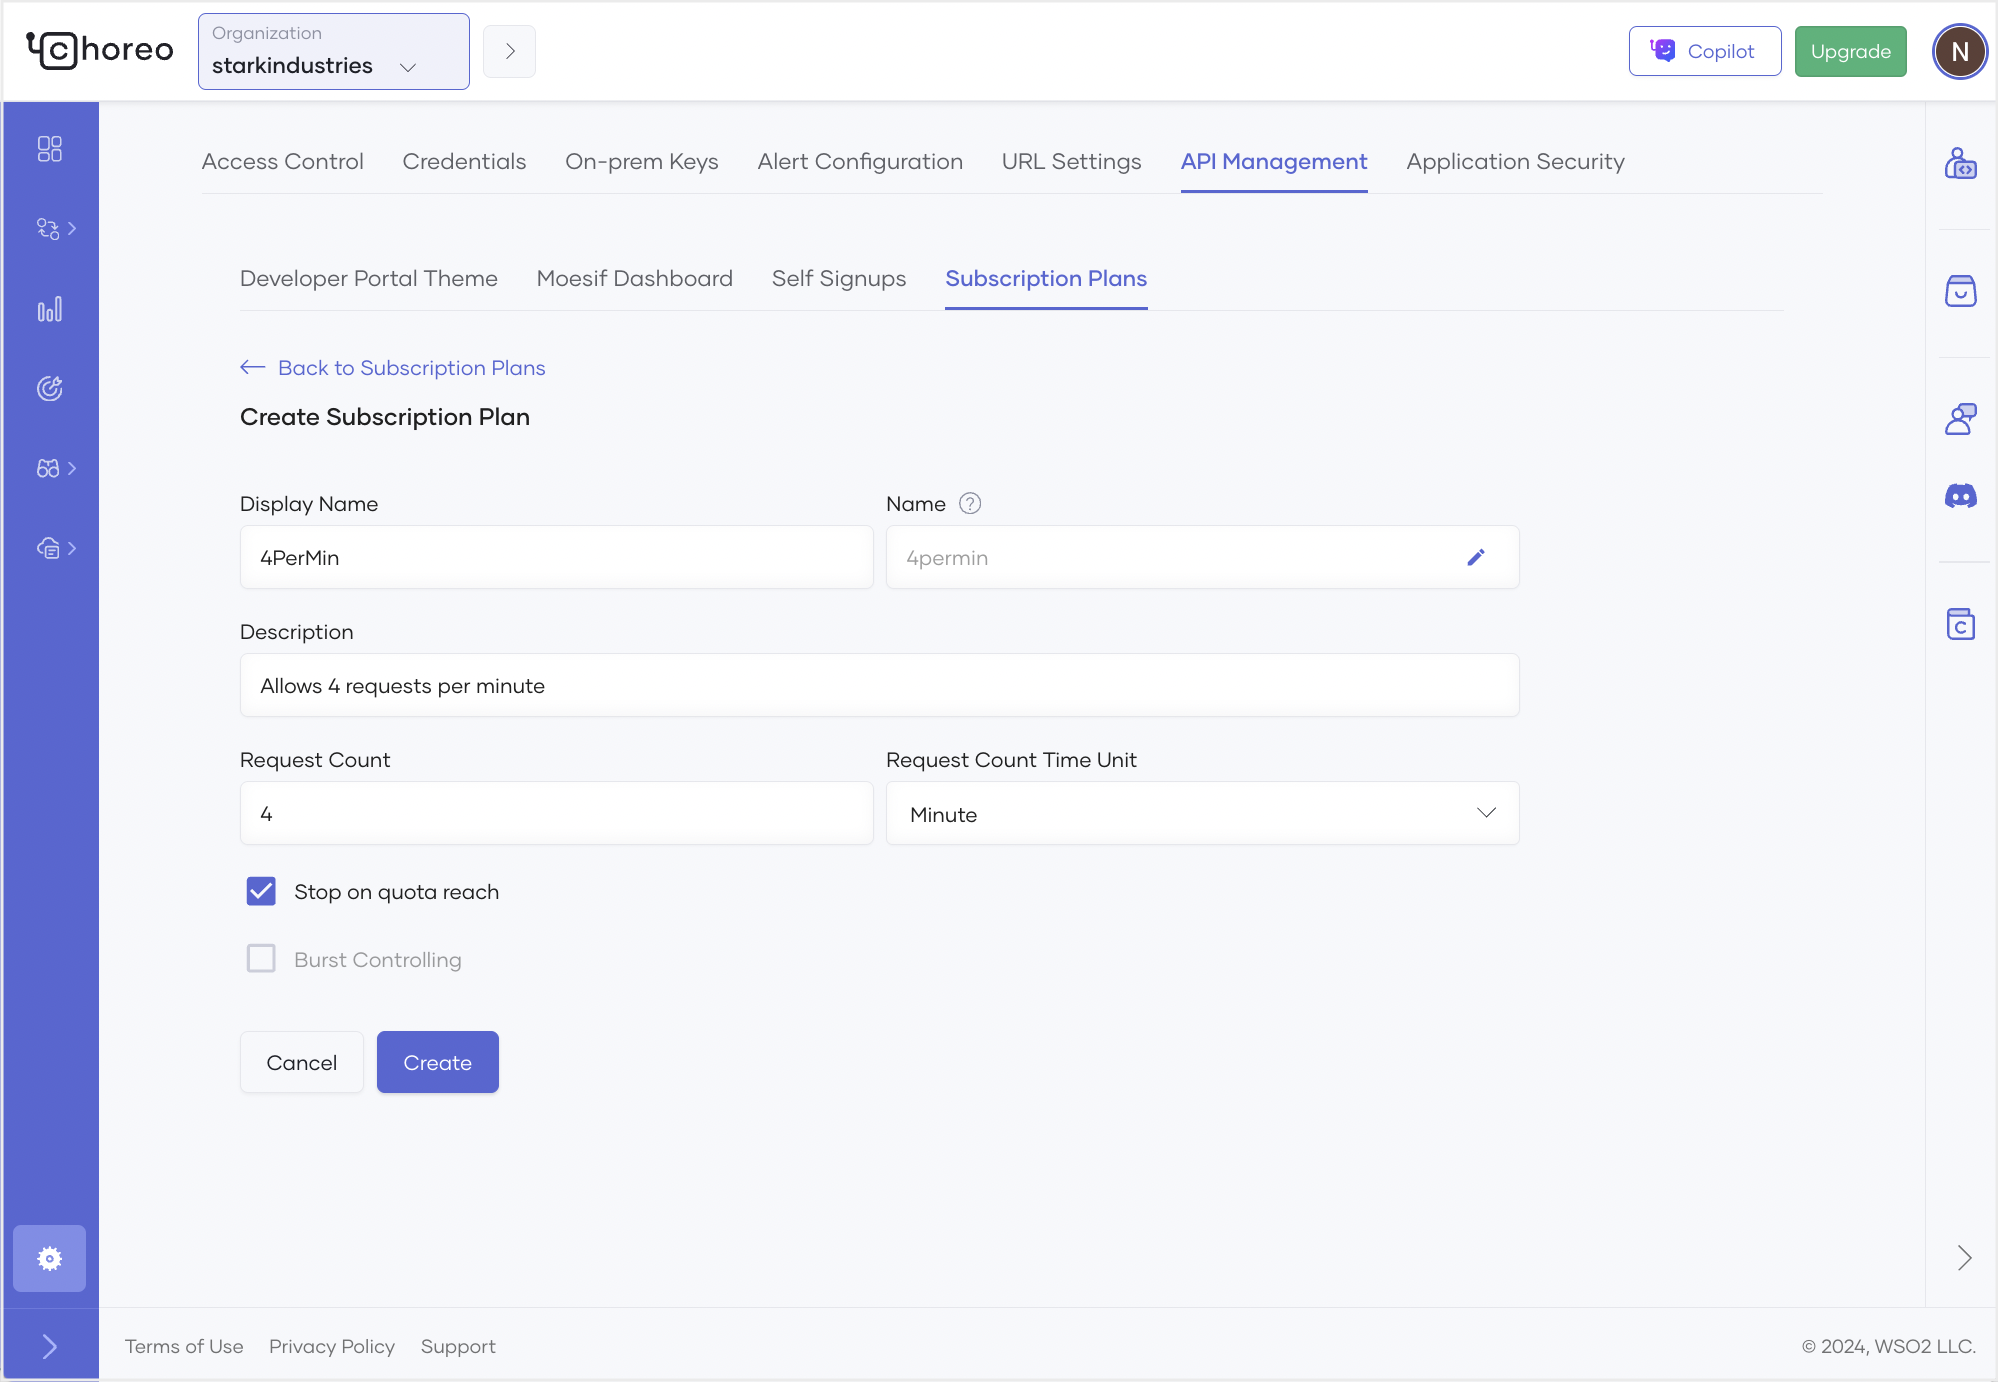 Choreo
Organization
starkindustries
Copilot
Upgrade
N
Access Control Credentials On-prem Keys Alert Configuration URL Settings API Management Application Security
Developer Portal Theme Moesif Dashboard Self Signups Subscription Plans
Back to Subscription Plans
Create Subscription Plan
Display Name
Name ?
4PerMin
4permin
Description
Allows 4 requests per minute
Request Count
Request Count Time Unit
4
Minute
Stop on quota reach
Burst Controlling
Cancel
Create
C
Terms of Use Privacy Policy Support
© 2024, WSO2 LLC.